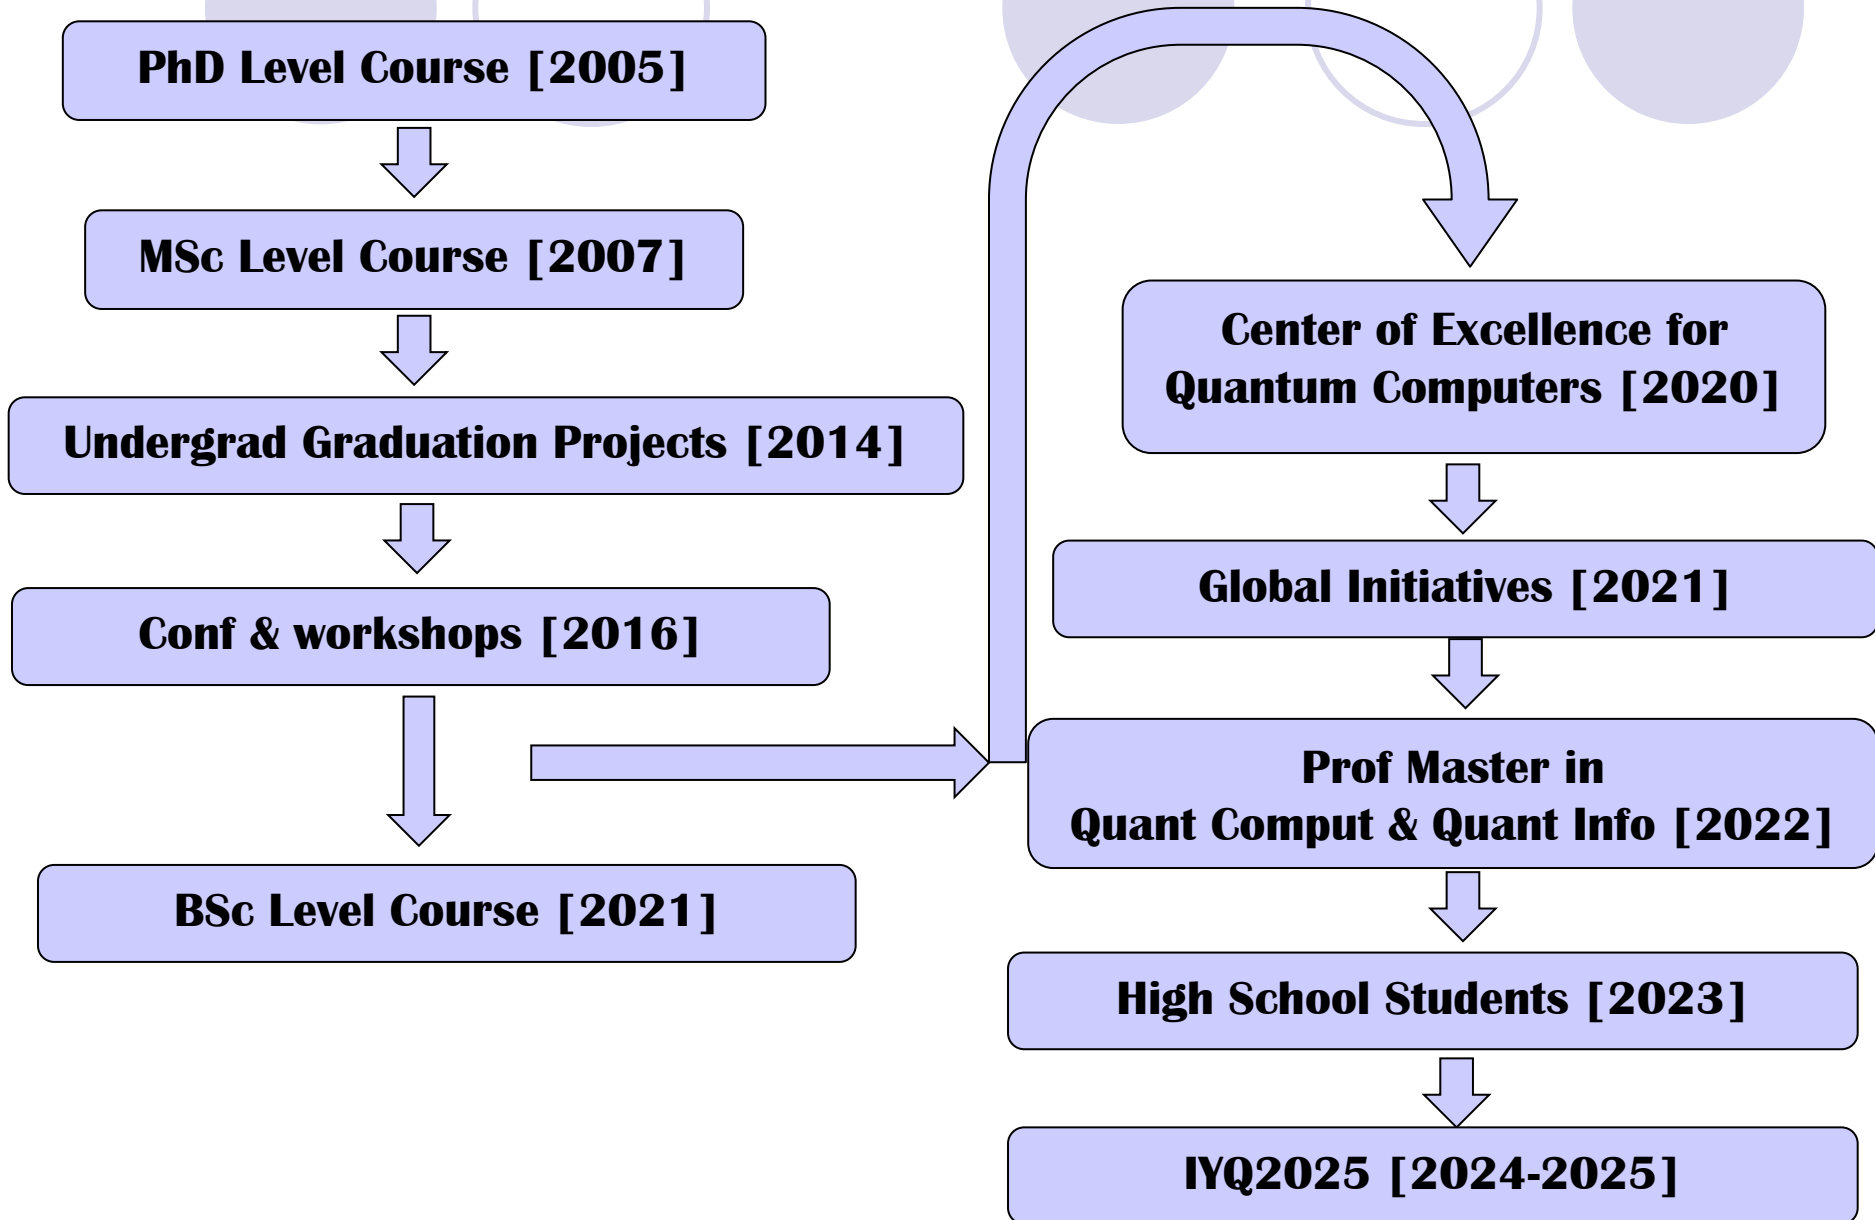 PhD Level Course [2005]
MSc Level Course [2007]
Undergrad Graduation Projects [2014]
Conf & workshops [2016]
BSc Level Course [2021]
Center of Excellence for
Quantum Computers [2020]
Global Initiatives [2021]
Prof Master in
Quant Comput & Quant Info [2022]
High School Students [2023]
IYQ2025 [2024-2025]